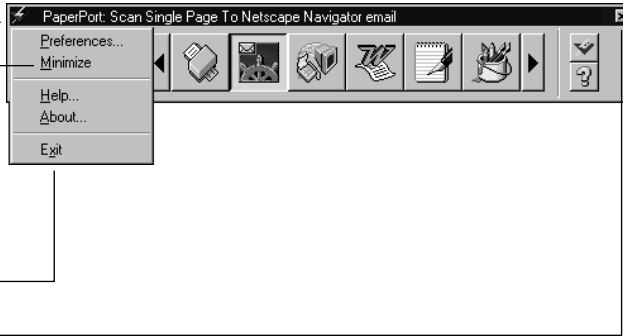 PaperPort: Scan Single Page To Netscape Navigator email
Preferences...
Minimize
Help...
About...
Exit
W
?